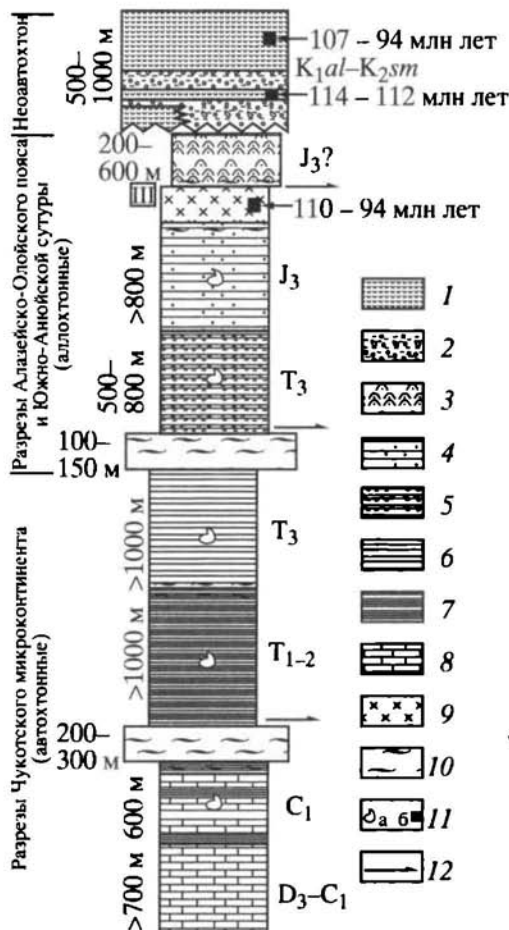 Неоавтохтон
500–
1000 м
107 – 94 млн лет
K₁al–K₂sm
114 – 112 млн лет
Разрезы Алазейско-Олойского пояса
и Южно-Анюйской сутуры
(аллохтонные)
200–
600 м
J₃?
III
110 – 94 млн лет
>800 м
J₃
500–
800 м
T₃
100–
150 м
Разрезы Чукотского микроконтинента
(автохтонные)
>1000 м
T₃
>1000 м
T₁₋₂
200–
300 м
600 м
C₁
>700 м
D₃–C₁
1
2
3
4
5
6
7
8
9
10
а б 11
12